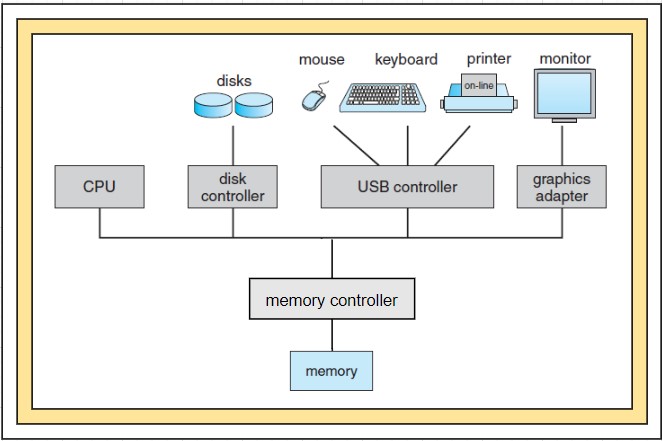 mouse
keyboard
printer
monitor
disks
on-line
CPU
disk
controller
USB controller
graphics
adapter
memory controller
memory